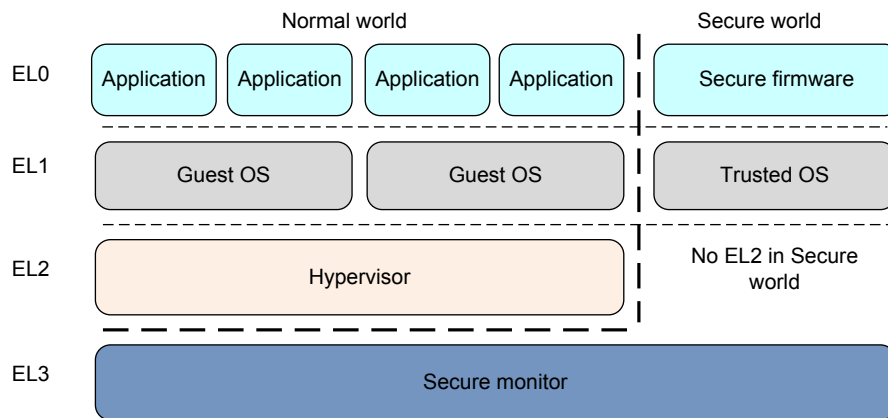 Normal world
Secure world
EL0
Application
Application
Application
Application
Secure firmware
EL1
Guest OS
Guest OS
Trusted OS
EL2
Hypervisor
No EL2 in Secure
world
EL3
Secure monitor